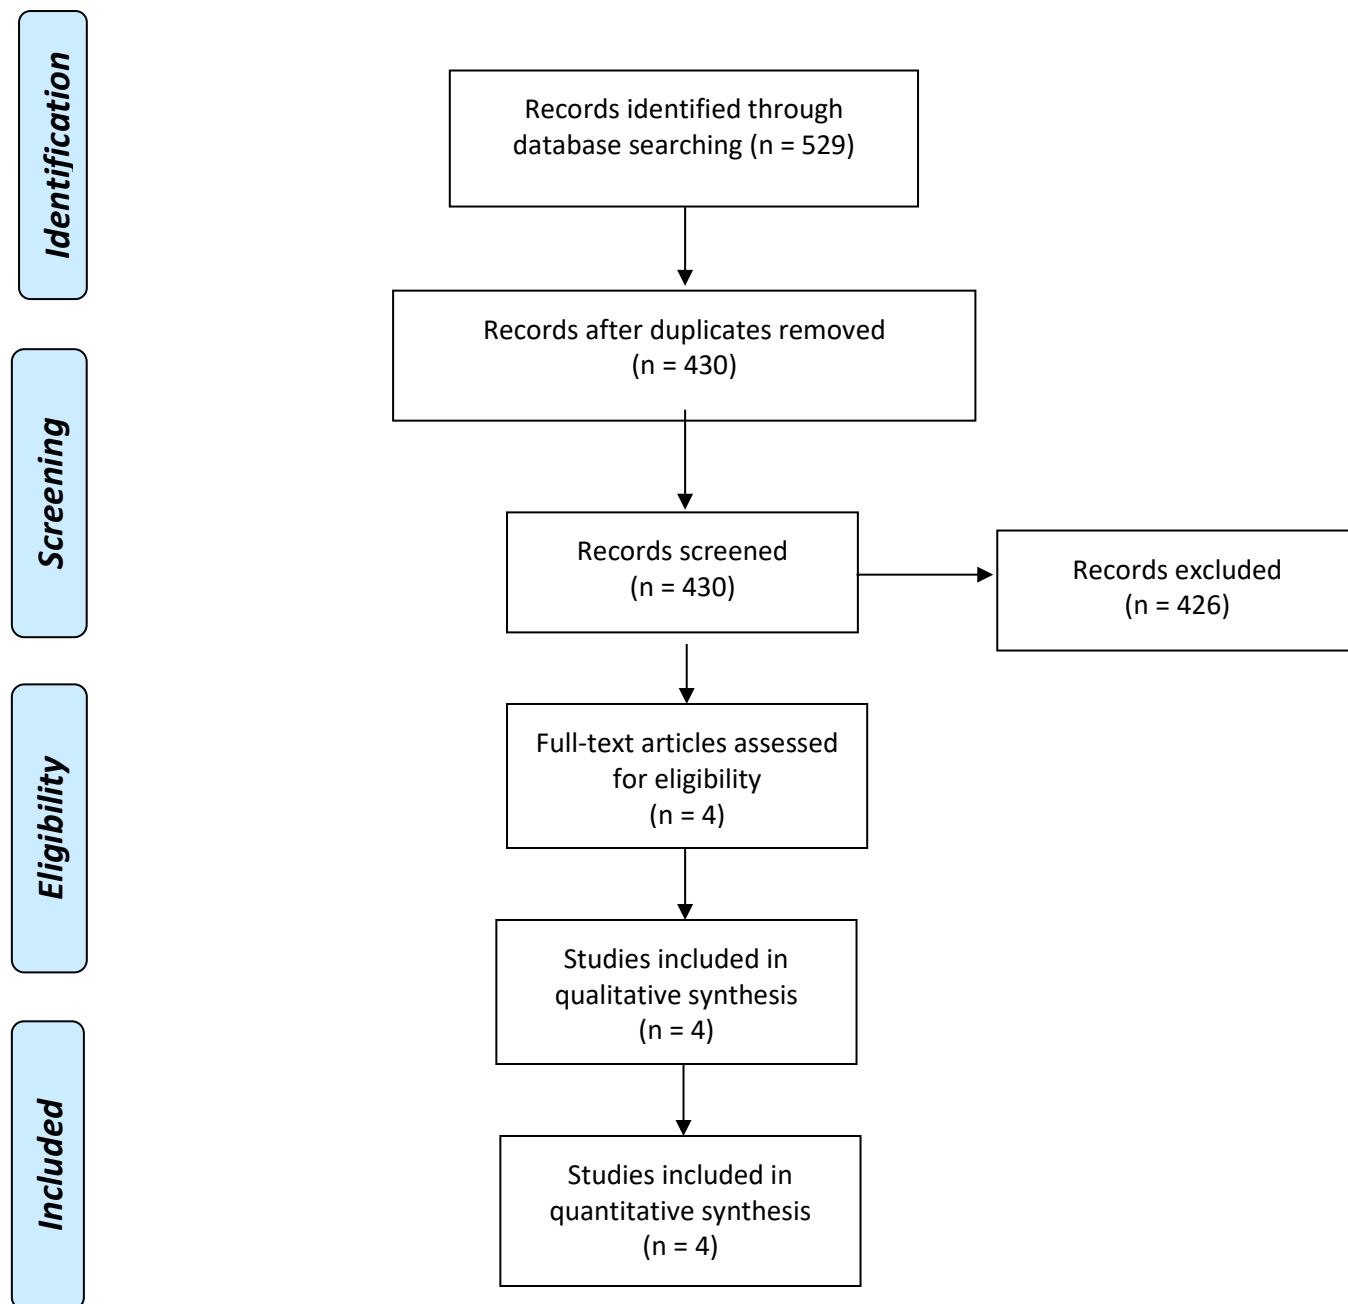 Identification
Records identified through
database searching (n = 529)
Records after duplicates removed
(n = 430)
Screening
Records screened
(n = 430)
Records excluded
(n = 426)
Eligibility
Full-text articles assessed
for eligibility
(n = 4)
Studies included in
qualitative synthesis
(n = 4)
Included
Studies included in
quantitative synthesis
(n = 4)